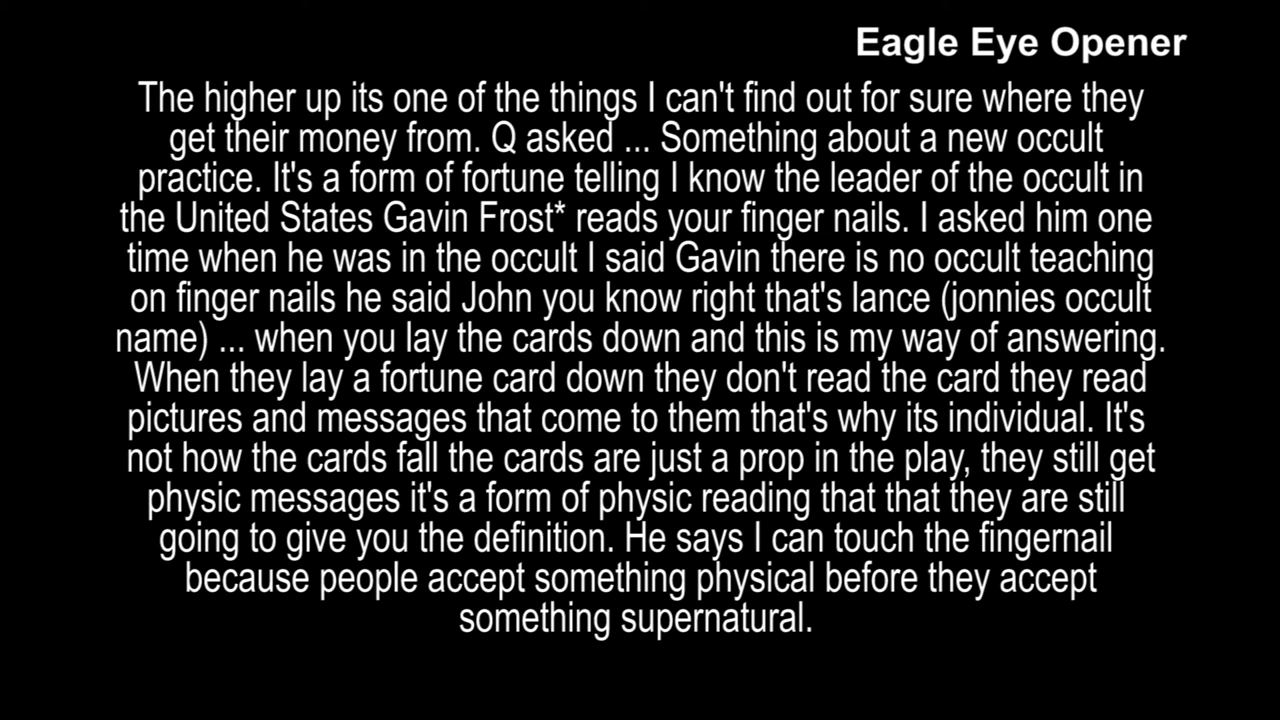 Eagle Eye Opener
The higher up its one of the things I can't find out for sure where they
get their money from. Q asked ... Something about a new occult
practice. It's a form of fortune telling I know the leader of the occult in
the United States Gavin Frost* reads your finger nails. I asked him one
time when he was in the occult I said Gavin there is no occult teaching
on finger nails he said John you know right that's lance (jonnies occult
name) ... when you lay the cards down and this is my way of answering.
When they lay a fortune card down they don't read the card they read
pictures and messages that come to them that's why its individual. It's
not how the cards fall the cards are just a prop in the play, they still get
physic messages it's a form of physic reading that that they are still
going to give you the definition. He says I can touch the fingernail
because people accept something physical before they accept
something supernatural.